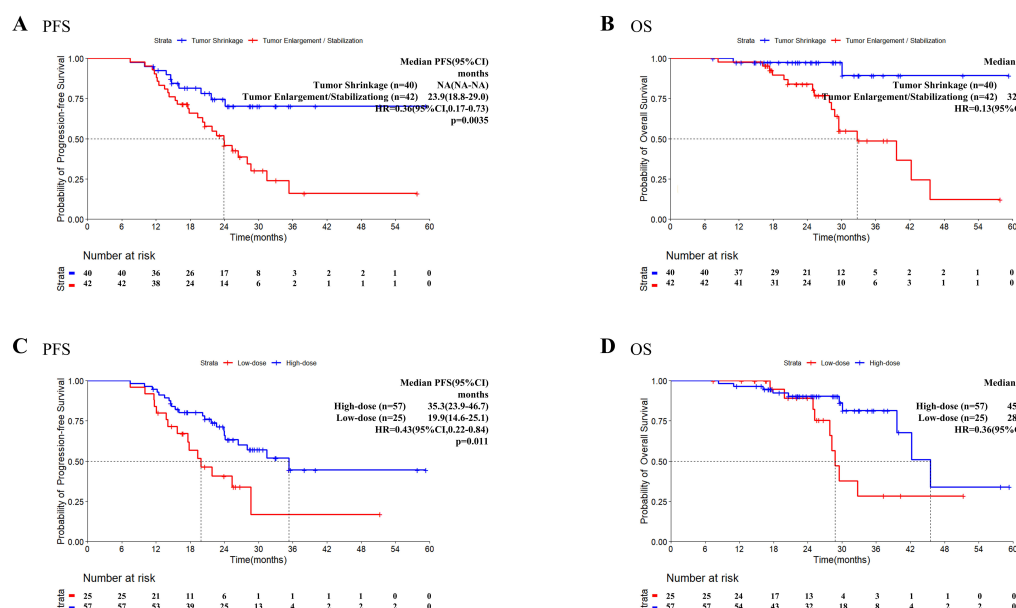 A PFS
Strata Tumor Shrinkage Tumor Enlargement / Stabilization
Probability of Progression-free Survival
1.00
0.75
0.50
0.25
0.00
Median PFS(95%CI)
months
Tumor Shrinkage (n=40) NA(NA-NA)
Tumor Enlargement/Stabilizationg (n=42) 23.9(18.8-29.0)
HR=0.36(95%CI,0.17-0.73)
p=0.0035
0 6 12 18 24 30 36 42 48 54 60
Time(months)
Number at risk
Strata
40 40 36 26 17 8 3 2 2 1 0
42 42 38 24 14 6 2 1 1 1 0
B OS
Strata Tumor Shrinkage Tumor Enlargement / Stabilization
Probability of Overall Survival
1.00
0.75
0.50
0.25
0.00
Median
Tumor Shrinkage (n=40)
Tumor Enlargement/Stabilizationg (n=42) 32
HR=0.13(95%
0 6 12 18 24 30 36 42 48 54 60
Time(months)
Number at risk
Strata
40 40 37 29 21 12 5 2 2 1 0
42 42 41 31 24 10 6 3 1 1 0
C PFS
Strata Low-dose High-dose
Probability of Progression-free Survival
1.00
0.75
0.50
0.25
0.00
Median PFS(95%CI)
months
High-dose (n=57) 35.3(23.9-46.7)
Low-dose (n=25) 19.9(14.6-25.1)
HR=0.43(95%CI,0.22-0.84)
p=0.011
0 6 12 18 24 30 36 42 48 54 60
Time(months)
Number at risk
Strata
25 25 21 11 6 1 1 1 1 0 0
57 57 53 39 25 13 4 2 2 2 0
D OS
Strata Low-dose High-dose
Probability of Overall Survival
1.00
0.75
0.50
0.25
0.00
Median
High-dose (n=57) 45
Low-dose (n=25) 28
HR=0.36(95%
0 6 12 18 24 30 36 42 48 54 60
Time(months)
Number at risk
Strata
25 25 24 17 13 4 3 1 1 0 0
57 57 54 43 32 18 8 4 2 2 0